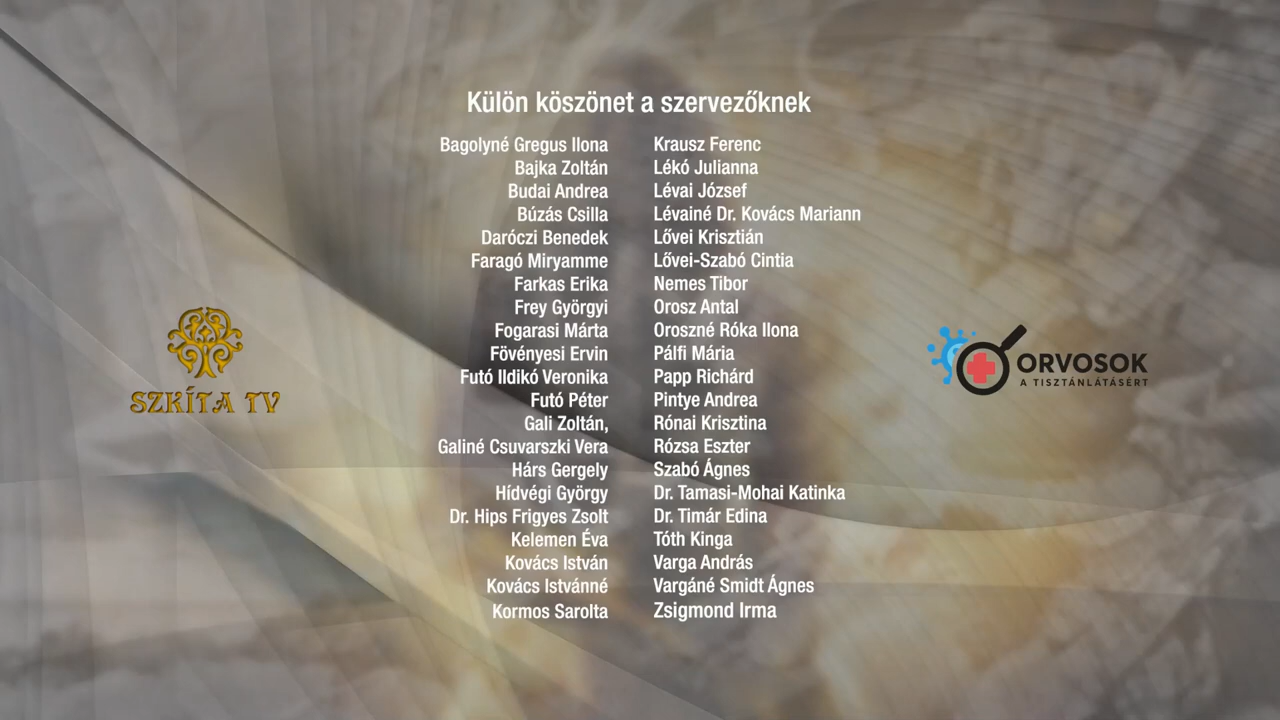 Külön köszönet a szervezőknek
Bagolyné Gregus Ilona
Bajka Zoltán
Budai Andrea
Búzás Csilla
Daróczi Benedek
Faragó Miryamme
Farkas Erika
Frey Györgyi
Fogarasi Márta
Fövényesi Ervin
Futó Ildikó Veronika
Futó Péter
Gali Zoltán,
Galiné Csuvarszki Vera
Hárs Gergely
Hídvégi György
Dr. Hips Frigyes Zsolt
Kelemen Éva
Kovács István
Kovács Istvánné
Kormos Sarolta
Krausz Ferenc
Lékó Julianna
Lévai József
Lévainé Dr. Kovács Mariann
Lővei Krisztián
Lővei-Szabó Cintia
Nemes Tibor
Orosz Antal
Oroszné Róka Ilona
Pálfi Mária
Papp Richárd
Pintye Andrea
Rónai Krisztina
Rózsa Eszter
Szabó Ágnes
Dr. Tamasi-Mohai Katinka
Dr. Timár Edina
Tóth Kinga
Varga András
Vargáné Smidt Ágnes
Zsigmond Irma
SZKÍTA TV
ORVOSOK
A TISZTÁNLÁTÁSÉRT